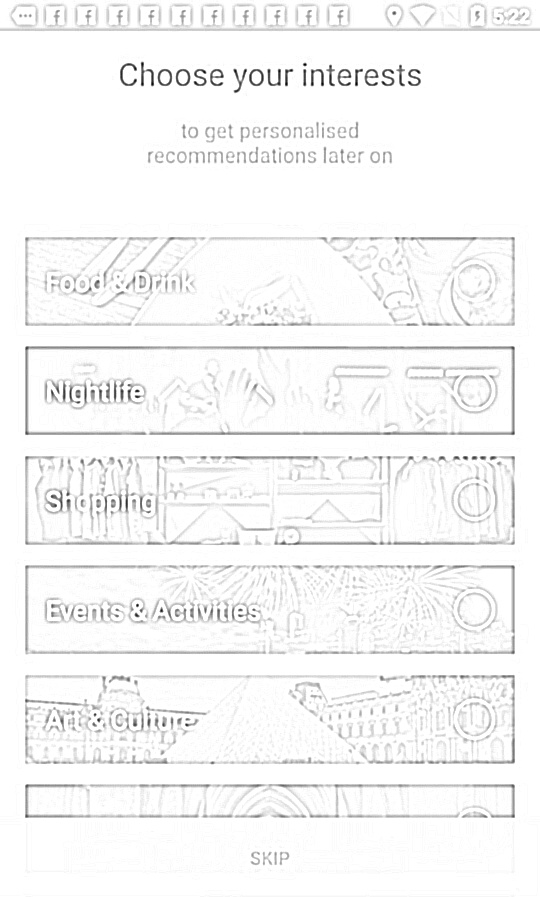 5:22
Choose your interests
to get personalised
recommendations later on
Food & Drink
Nightlife
Shopping
Events & Activities
Art & Culture
SKIP